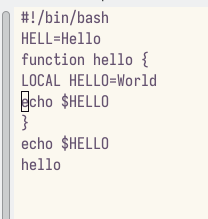 #!/bin/bash
HELL=Hello
function hello {
LOCAL HELLO=World
echo $HELLO
}
echo $HELLO
hello